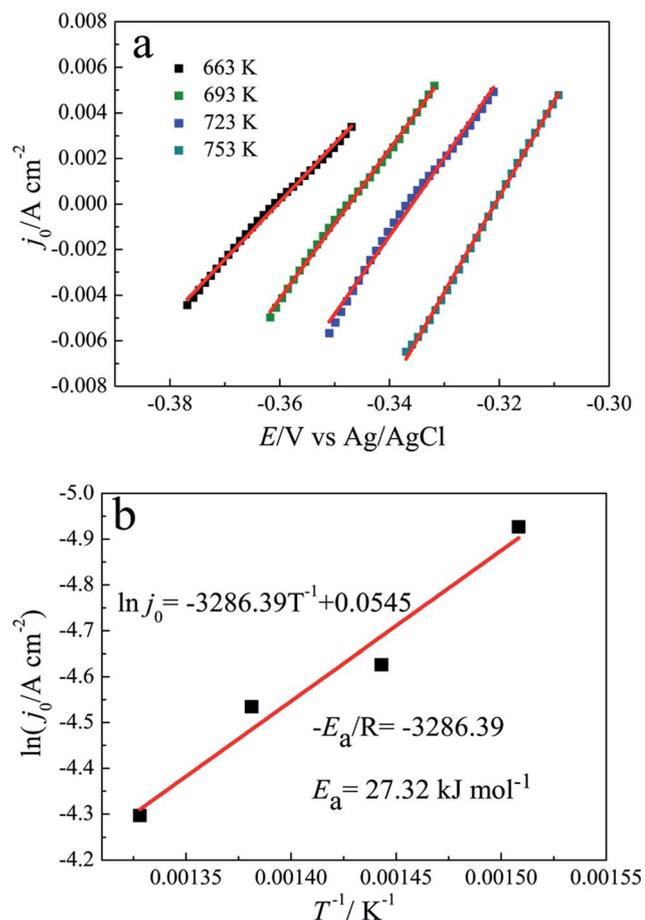 a
0.008
0.006
0.004
0.002
0.000
-0.002
-0.004
-0.006
-0.008
j₀/A cm⁻²
663 K
693 K
723 K
753 K
-0.38 -0.36 -0.34 -0.32 -0.30
E/V vs Ag/AgCl
b
-5.0
-4.9
-4.8
-4.7
-4.6
-4.5
-4.4
-4.3
-4.2
ln(j₀/A cm⁻²)
ln j₀= -3286.39T⁻¹+0.0545
-Eₐ/R= -3286.39
Eₐ= 27.32 kJ mol⁻¹
0.00135 0.00140 0.00145 0.00150 0.00155
T⁻¹/ K⁻¹